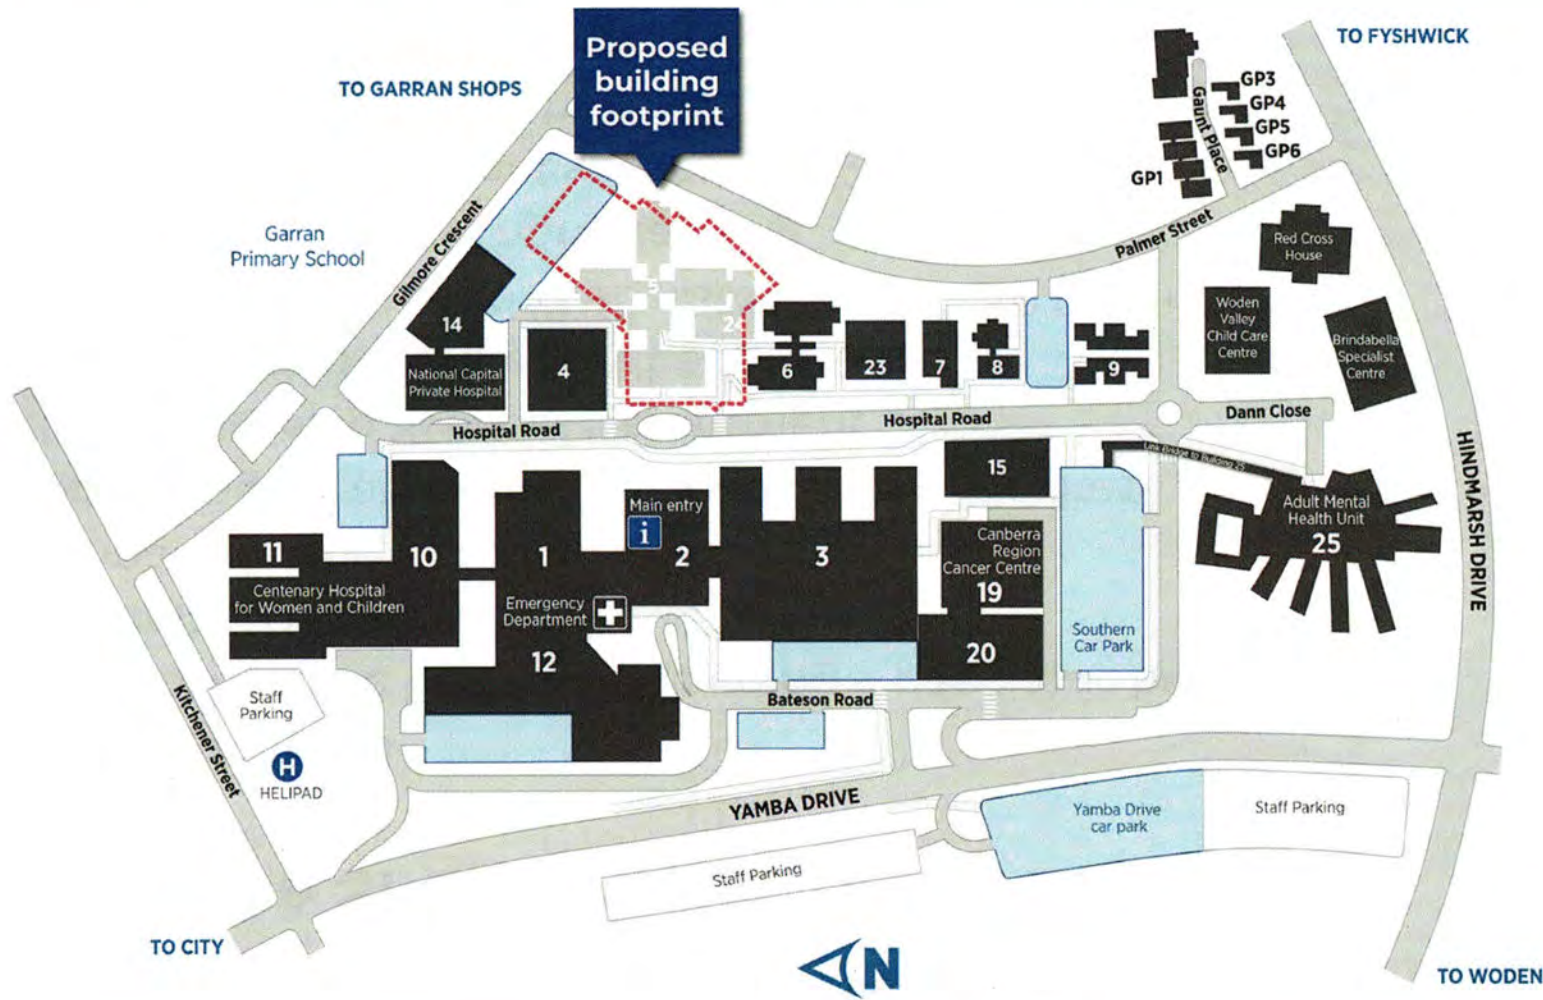 Proposed
building
footprint
TO GARRAN SHOPS
TO FYSHWICK
GP3
GP4
GP5
GP6
GP1
Gaunt Place
Palmer Street
Gilmore Crescent
Garran
Primary School
Red Cross
House
Woden
Valley
Child Care
Centre
Brindabella
Specialist
Centre
5
24
14
National Capital
Private Hospital
4
6
23
7
8
9
Hospital Road
Hospital Road
Dann Close
Link Bridge to Building 25
HINDMARSH DRIVE
15
Main entry
i
Adult Mental
Health Unit
25
11
10
1
2
3
Canberra
Region
Cancer Centre
19
Centenary Hospital
for Women and Children
Emergency
Department
12
20
Southern
Car Park
Bateson Road
Staff
Parking
Kitchener Street
H
HELIPAD
YAMBA DRIVE
Yamba Drive
car park
Staff Parking
Staff Parking
TO CITY
N
TO WODEN